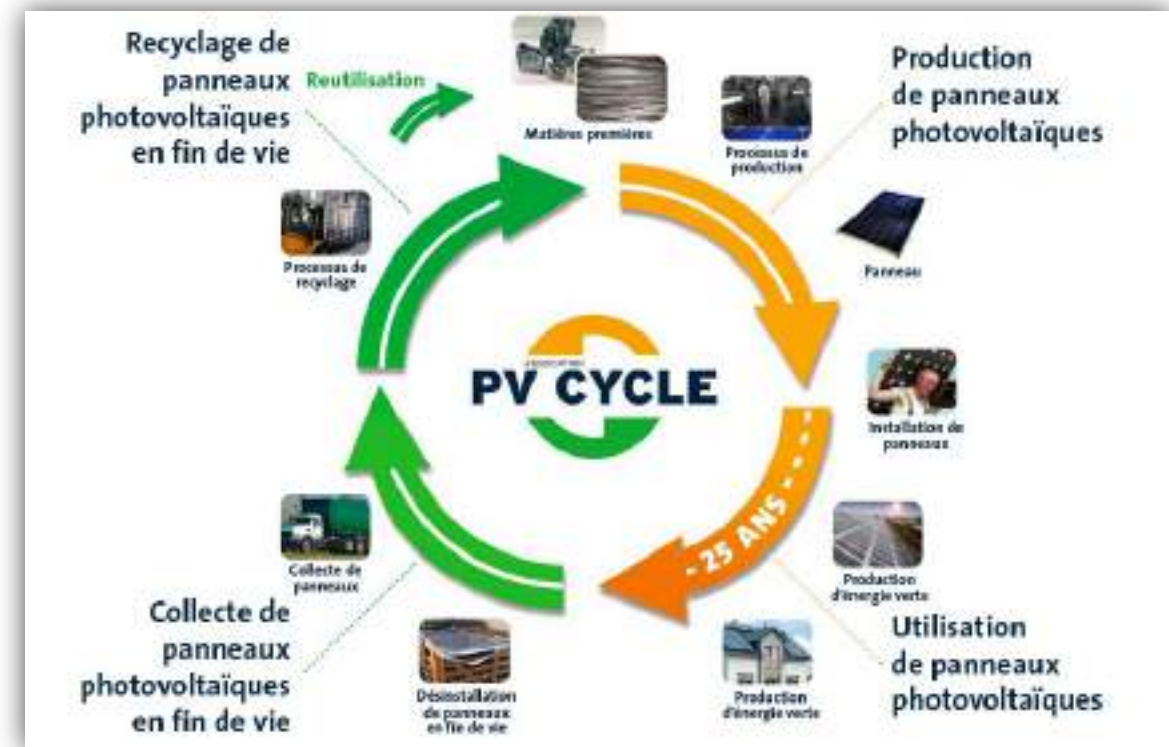 Recyclage de
panneaux
photovoltaïques
en fin de vie
Reutilisation
Matières premières
Processus de
production
Production
de panneaux
photovoltaïques
Panneau
Installation de
panneaux
- 25 ANS - - - -
Production
d'énergie verte
Utilisation
de panneaux
photovoltaïques
Production
d'énergie verte
Désinstallation
de panneaux
en fin de vie
Collecte de
panneaux
photovoltaïques
en fin de vie
Collecte de
panneaux
Processus de
recyclage
PV CYCLE